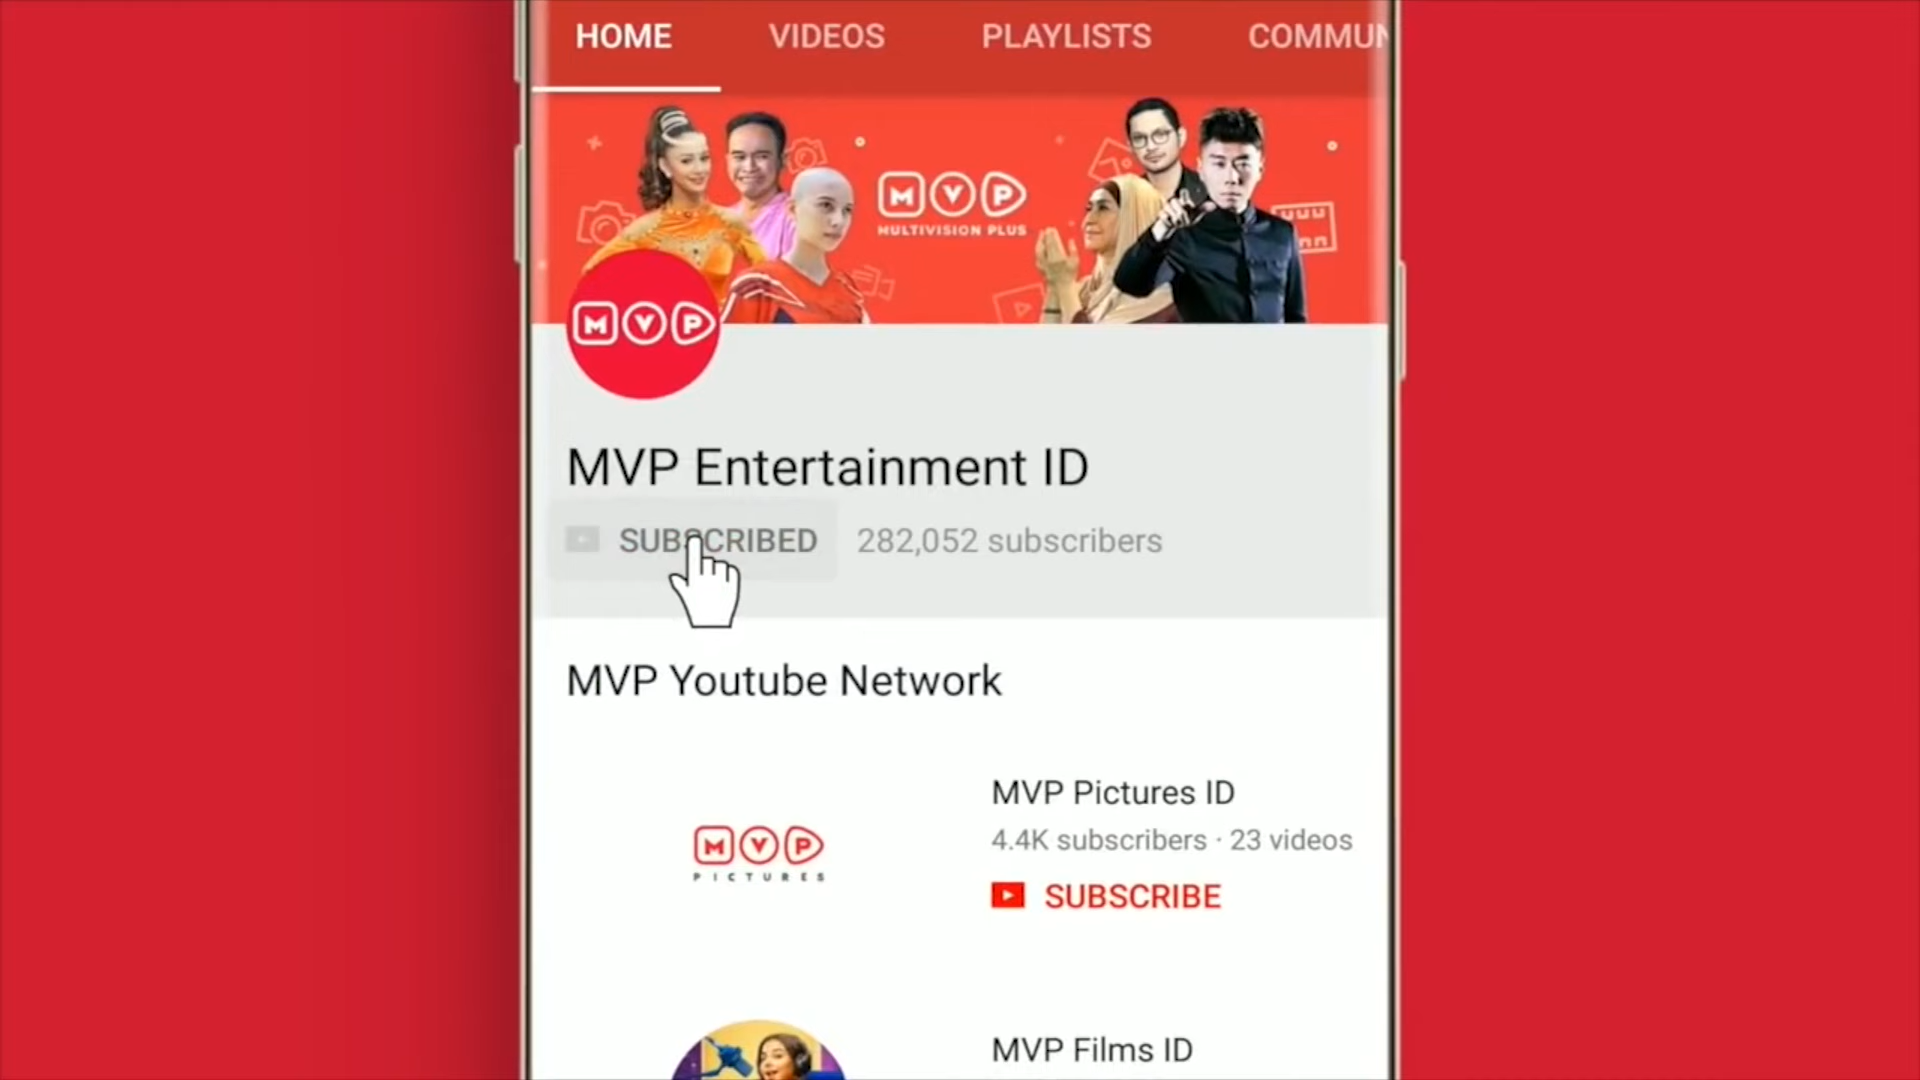 HOME VIDEOS PLAYLISTS COMMUN
MVP
MULTIVISION PLUS
MVP
MVP Entertainment ID
SUBSCRIBED 282,052 subscribers
MVP Youtube Network
MVP Pictures ID
4.4K subscribers · 23 videos
MVP
PICTURES
SUBSCRIBE
MVP Films ID